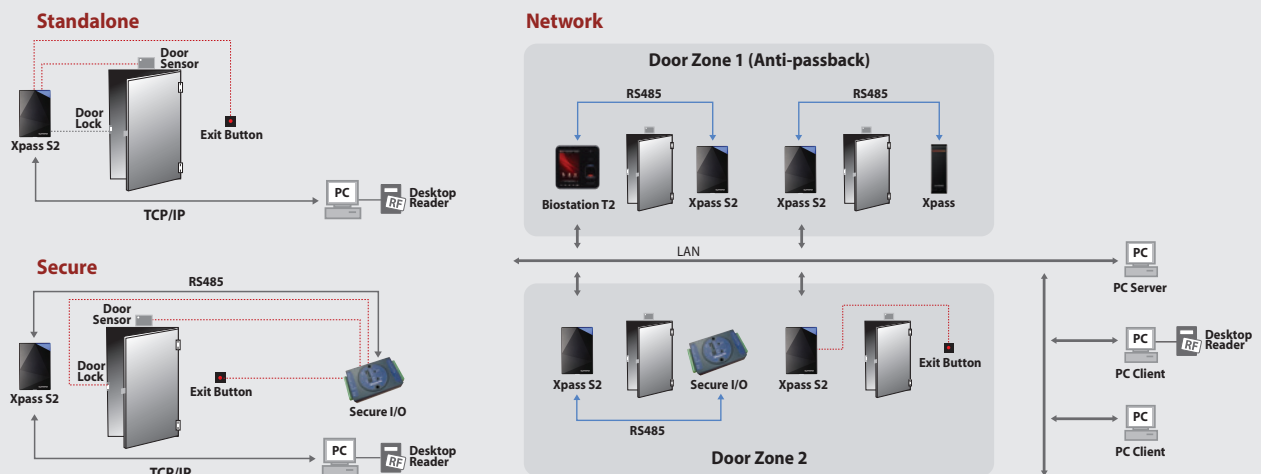 Standalone
Door
Sensor
Door
Lock
Exit Button
Xpass S2
PC
RF
Desktop
Reader
TCP/IP
Secure
RS485
Door
Sensor
Door
Lock
Xpass S2
Exit Button
Secure I/O
PC
RF
Desktop
Reader
TCP/IP
Network
Door Zone 1 (Anti-passback)
RS485
RS485
Biostation T2
Xpass S2
Xpass S2
Xpass
LAN
PC
PC Server
Xpass S2
Secure I/O
Xpass S2
Exit Button
RS485
Door Zone 2
PC
RF
Desktop
Reader
PC Client
PC
PC Client